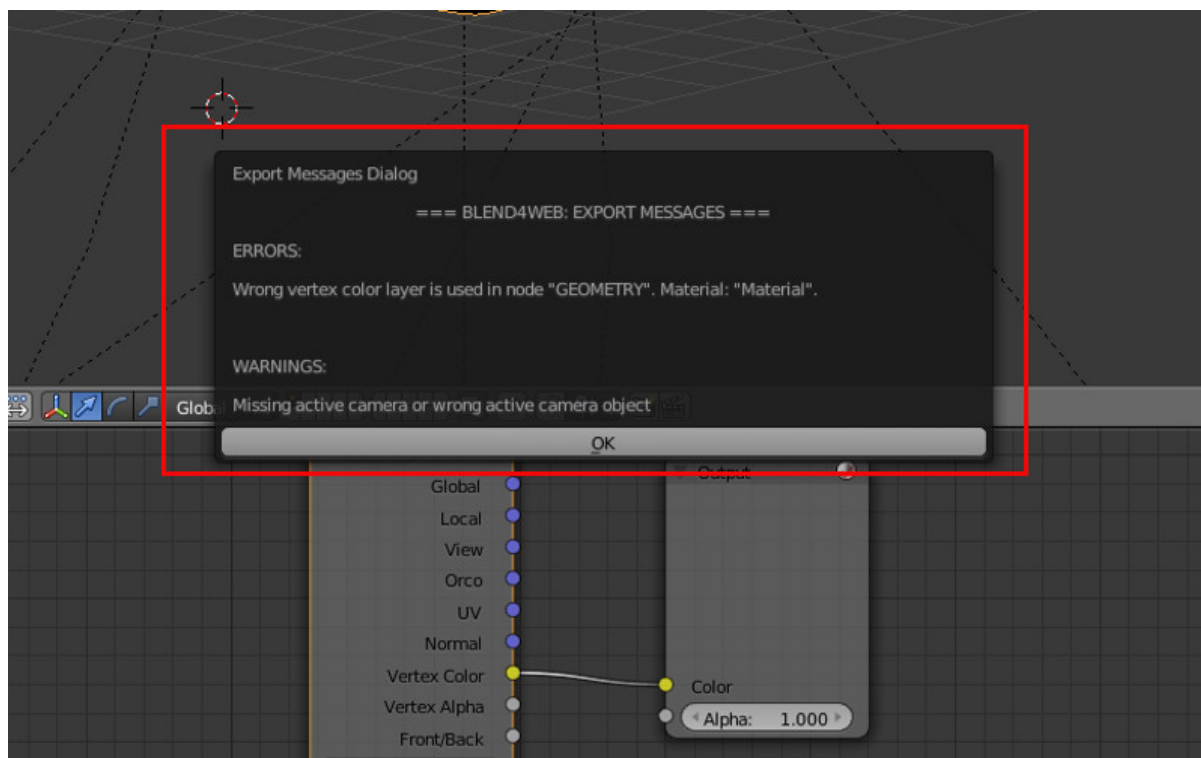 Export Messages Dialog
=== BLEND4WEB: EXPORT MESSAGES ===
ERRORS:
Wrong vertex color layer is used in node "GEOMETRY". Material: "Material".
WARNINGS:
Missing active camera or wrong active camera object
OK
Output
Global
Local
View
Orco
UV
Normal
Vertex Color
Color
Vertex Alpha
Alpha: 1.000
Front/Back